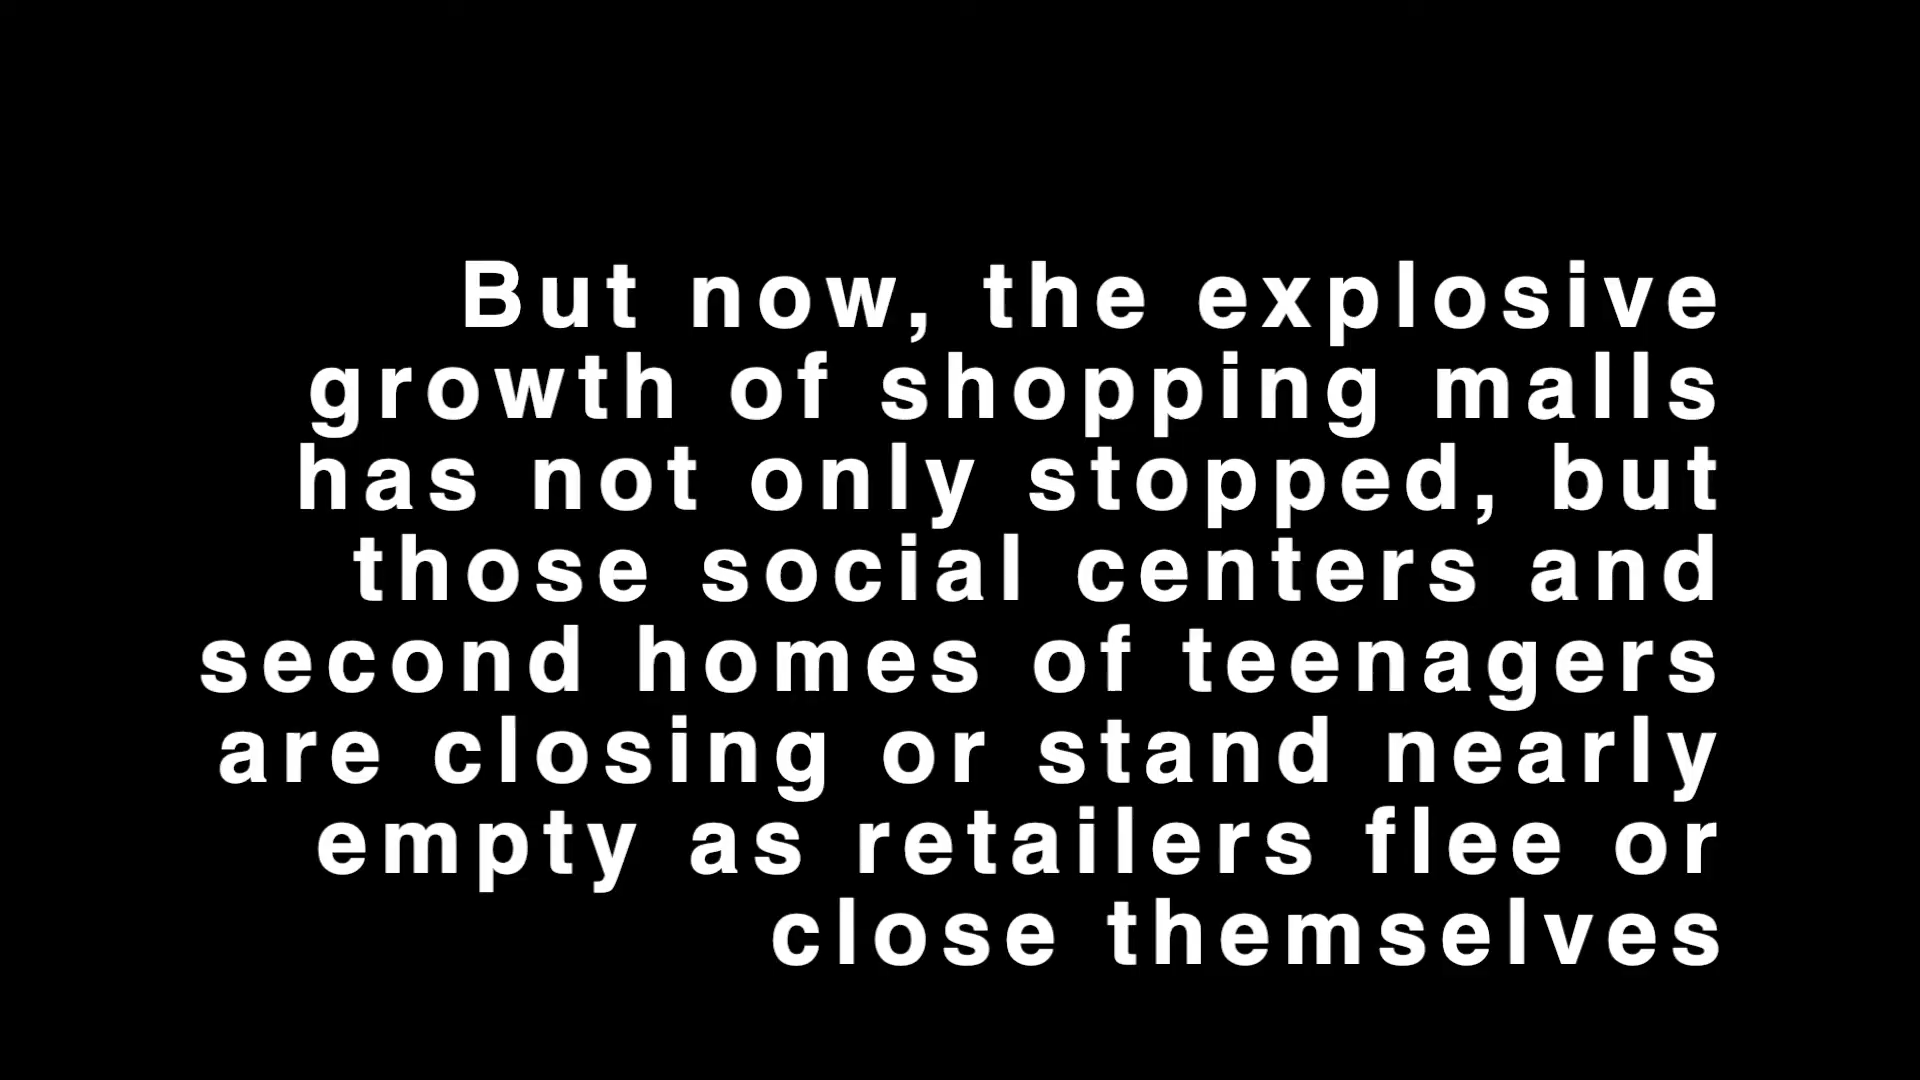 But now, the explosive
growth of shopping malls
has not only stopped, but
those social centers and
second homes of teenagers
are closing or stand nearly
empty as retailers flee or
close themselves